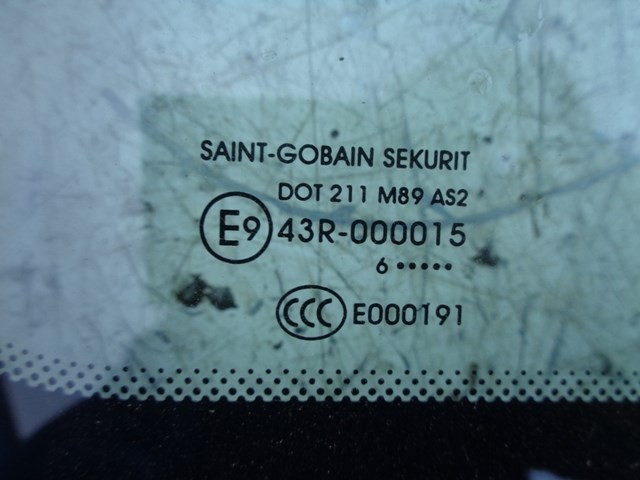 SAINT-GOBAIN SEKURIT
DOT 211 M89 AS2
E9 43R-000015
6 •••••
CCC E000191